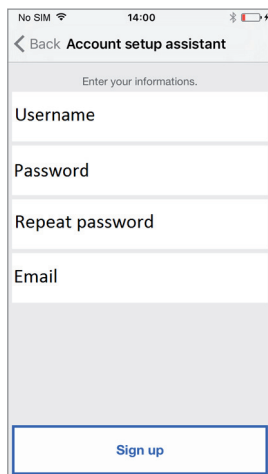 No SIM 14:00
Back Account setup assistant
Enter your informations.
Username
Password
Repeat password
Email
Sign up